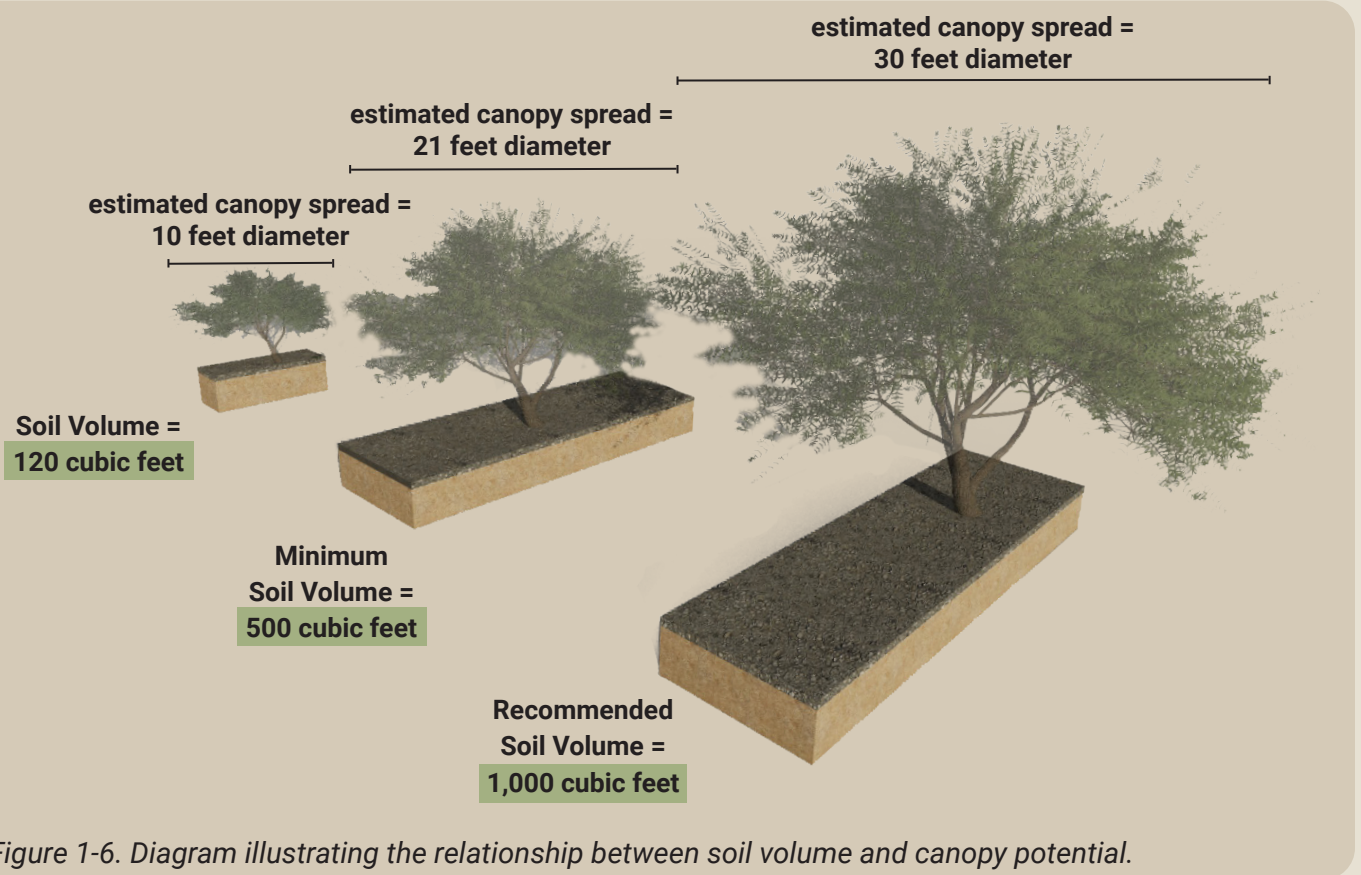 estimated canopy spread =
30 feet diameter
estimated canopy spread =
21 feet diameter
estimated canopy spread =
10 feet diameter
Soil Volume =
120 cubic feet
Minimum
Soil Volume =
500 cubic feet
Recommended
Soil Volume =
1,000 cubic feet
Figure 1-6. Diagram illustrating the relationship between soil volume and canopy potential.